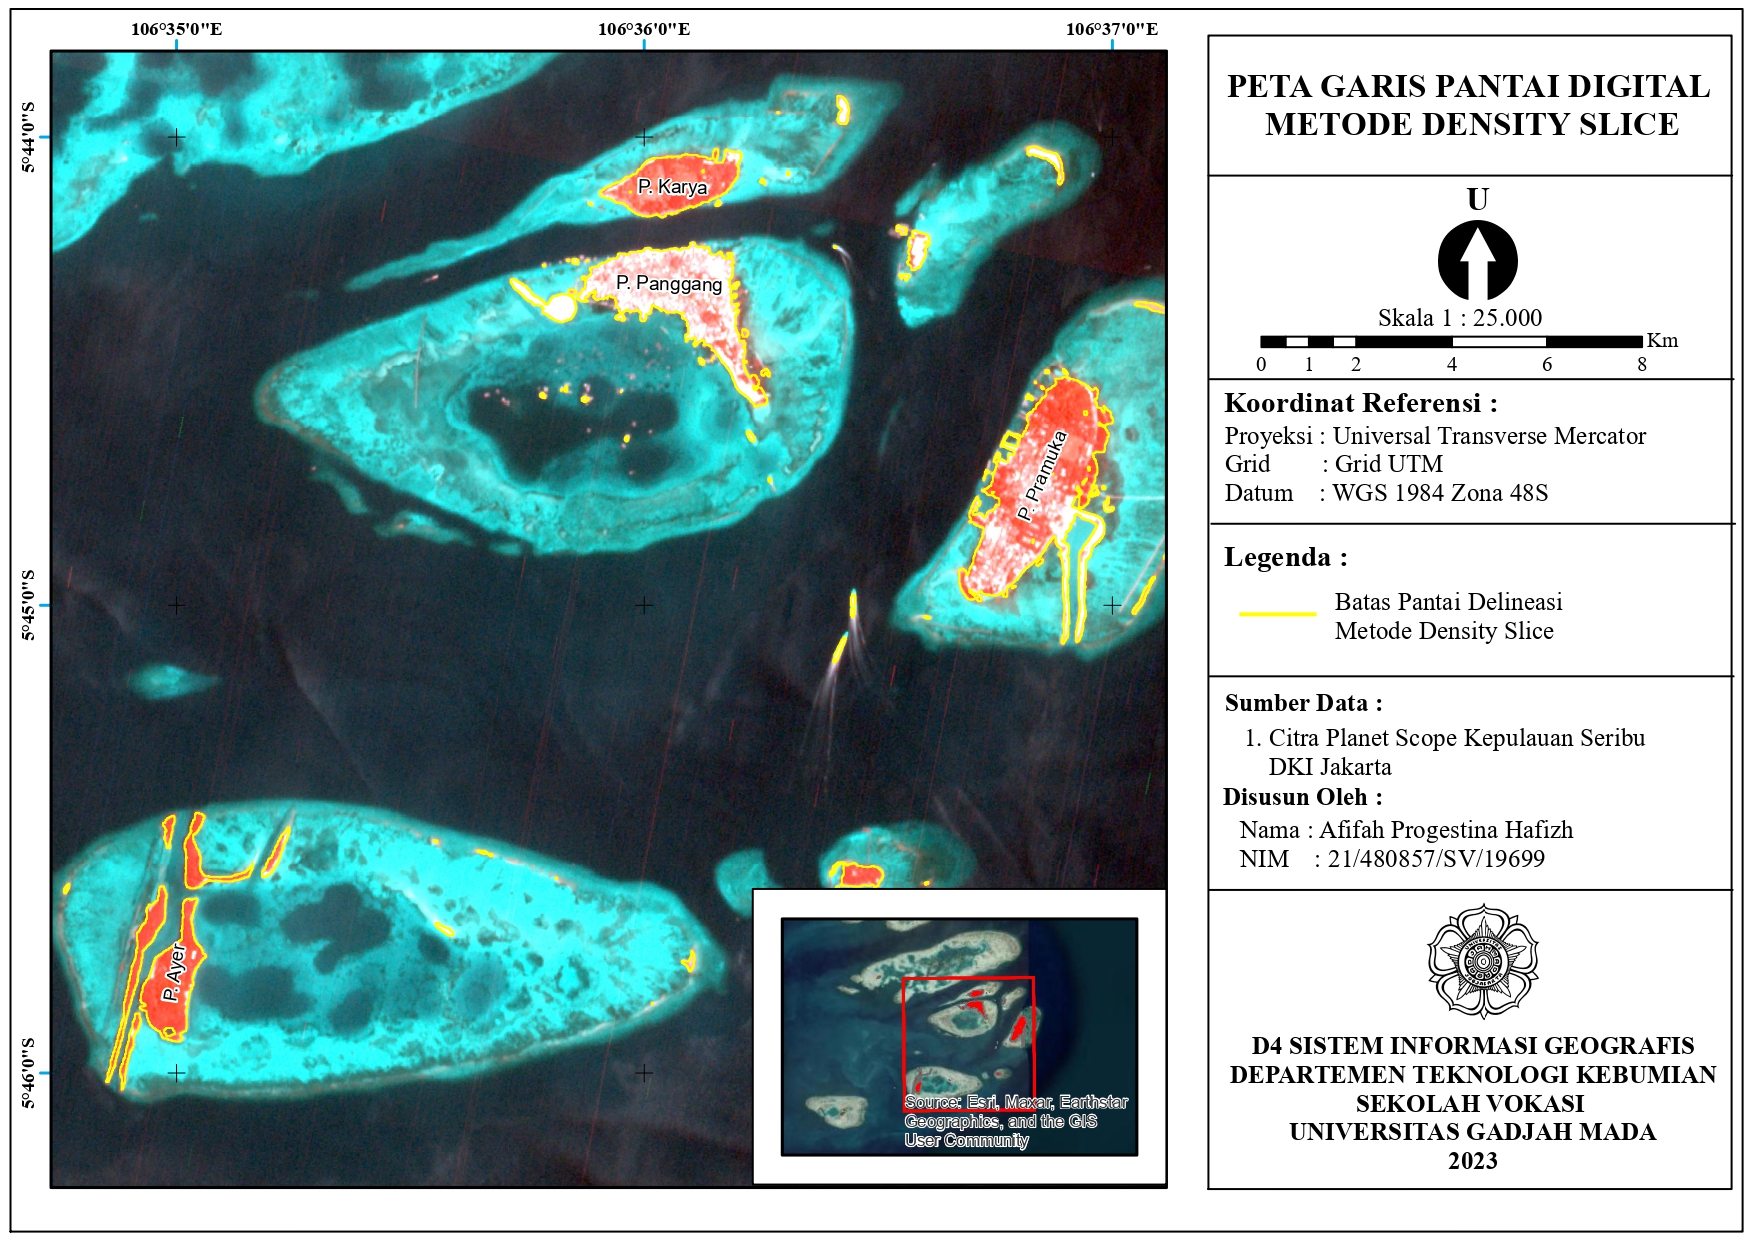 106°35'0"E
106°36'0"E
106°37'0"E
5°44'0"S
5°45'0"S
5°46'0"S
P. Karya
P. Panggang
P. Pramuka
P. Ayer
Source: Esri, Maxar, Earthstar
Geographics, and the GIS
User Community
PETA GARIS PANTAI DIGITAL
METODE DENSITY SLICE
U
Skala 1 : 25.000
Km
0 1 2 4 6 8
Koordinat Referensi :
Proyeksi : Universal Transverse Mercator
Grid : Grid UTM
Datum : WGS 1984 Zona 48S
Legenda :
Batas Pantai Delineasi
Metode Density Slice
Sumber Data :
1. Citra Planet Scope Kepulauan Seribu
DKI Jakarta
Disusun Oleh :
Nama : Afifah Progestina Hafizh
NIM : 21/480857/SV/19699
D4 SISTEM INFORMASI GEOGRAFIS
DEPARTEMEN TEKNOLOGI KEBUMIAN
SEKOLAH VOKASI
UNIVERSITAS GADJAH MADA
2023